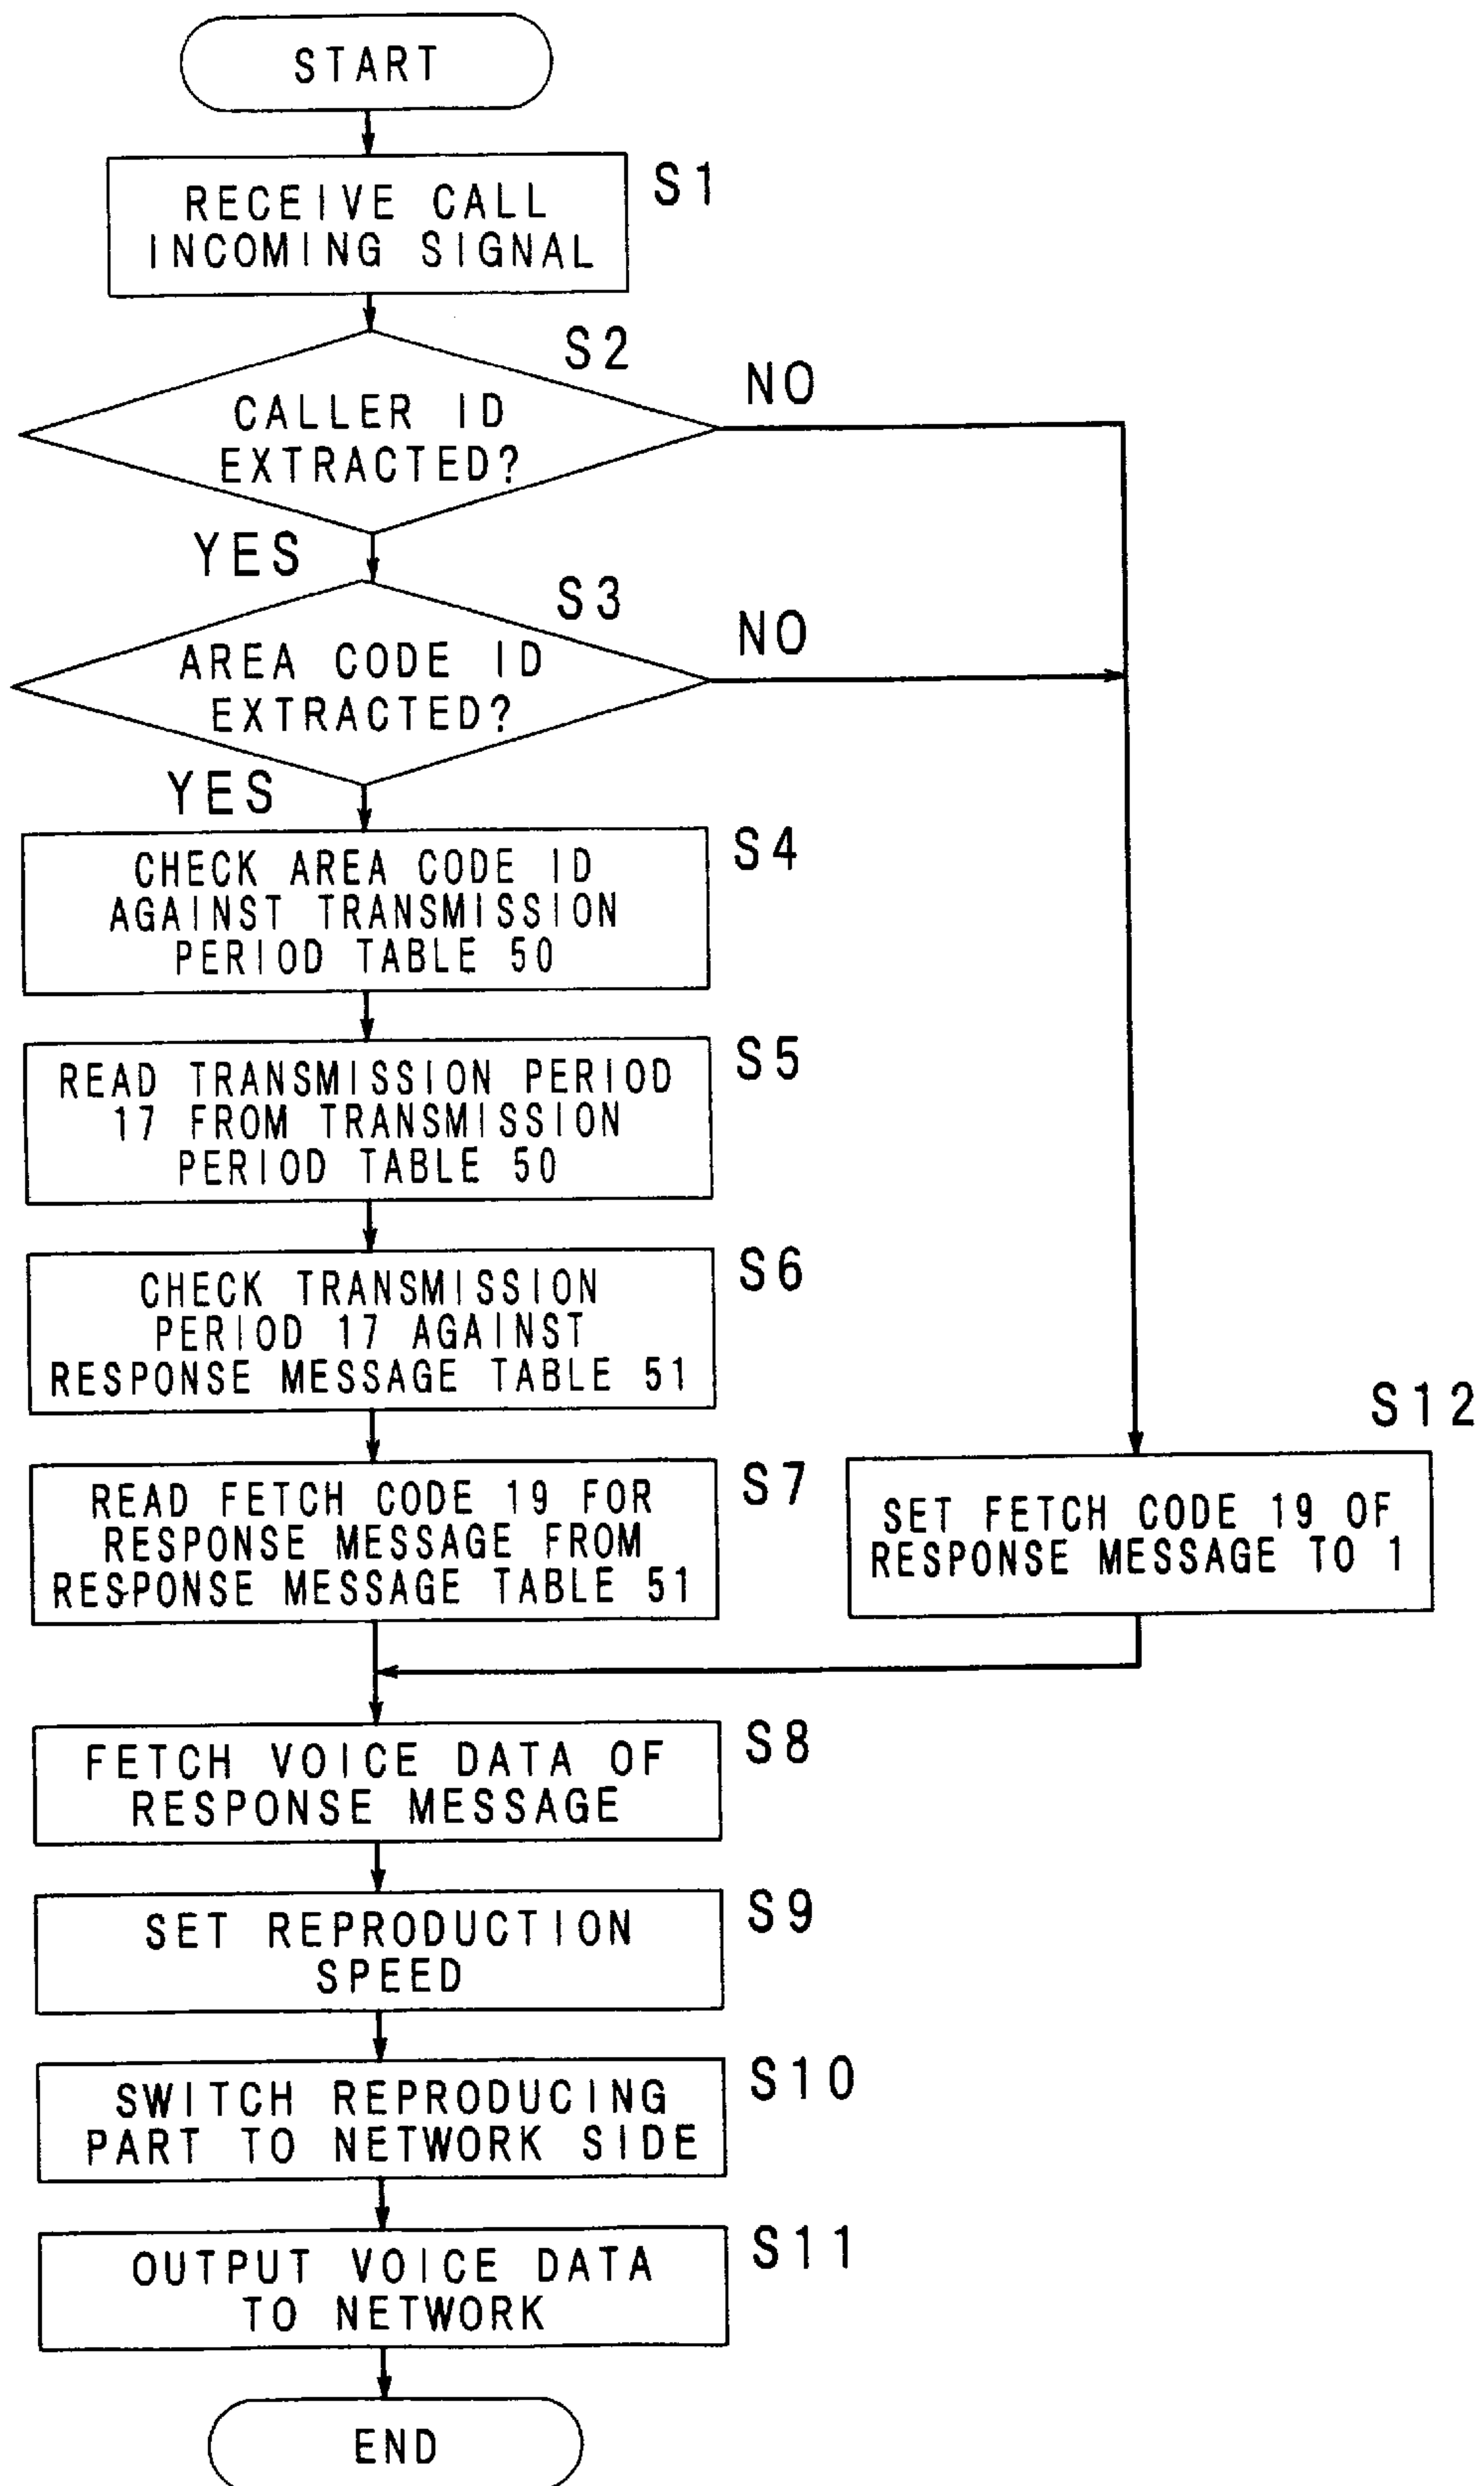 START
RECEIVE CALL
INCOMING SIGNAL
S1
S2
CALLER ID
EXTRACTED?
NO
YES
S3
AREA CODE ID
EXTRACTED?
NO
YES
S4
CHECK AREA CODE ID
AGAINST TRANSMISSION
PERIOD TABLE 50
S5
READ TRANSMISSION PERIOD
17 FROM TRANSMISSION
PERIOD TABLE 50
S6
CHECK TRANSMISSION
PERIOD 17 AGAINST
RESPONSE MESSAGE TABLE 51
S7
READ FETCH CODE 19 FOR
RESPONSE MESSAGE FROM
RESPONSE MESSAGE TABLE 51
S12
SET FETCH CODE 19 OF
RESPONSE MESSAGE TO 1
S8
FETCH VOICE DATA OF
RESPONSE MESSAGE
S9
SET REPRODUCTION
SPEED
S10
SWITCH REPRODUCING
PART TO NETWORK SIDE
S11
OUTPUT VOICE DATA
TO NETWORK
END